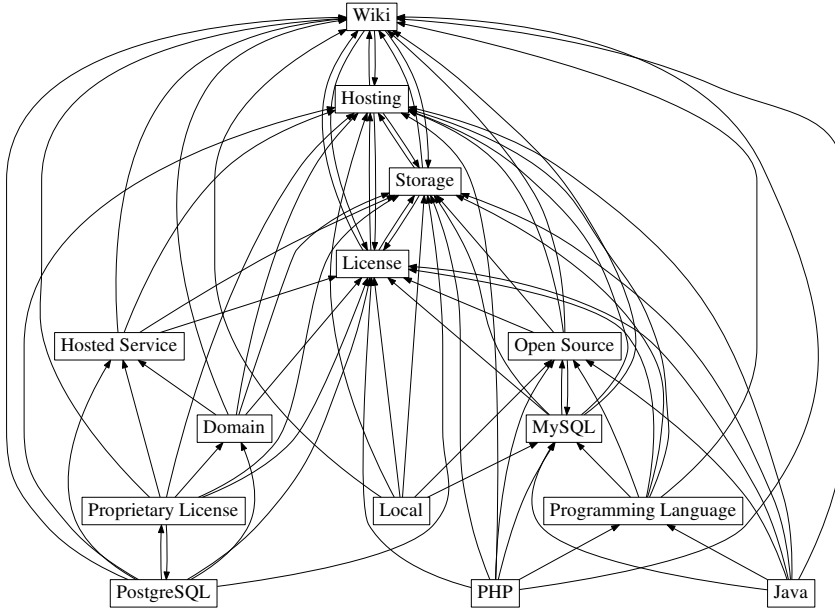 Wiki
Hosting
Storage
License
Hosted Service
Open Source
Domain
MySQL
Proprietary License
Local
Programming Language
PostgreSQL
PHP
Java